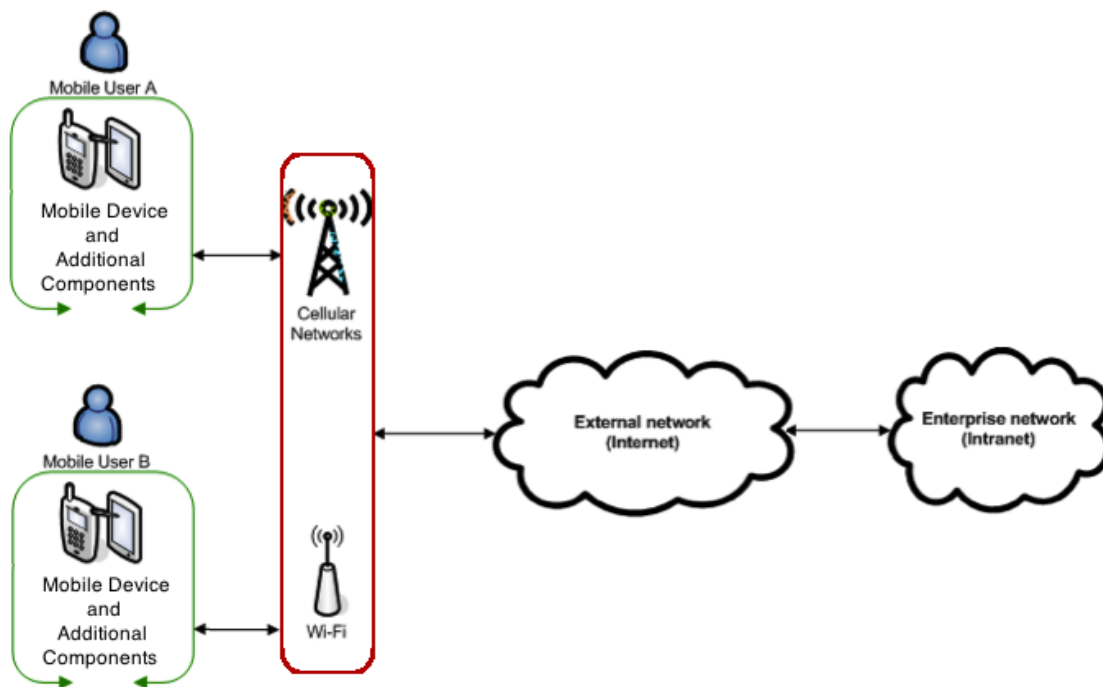 Mobile User A
Mobile Device
and
Additional
Components
Cellular
Networks
External network
(Internet)
Enterprise network
(Intranet)
Mobile User B
Mobile Device
and
Additional
Components
Wi-Fi